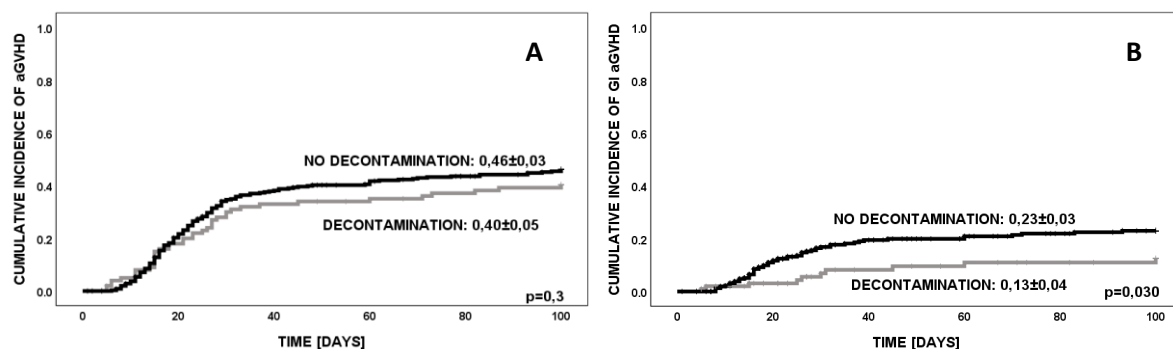 A
CUMULATIVE INCIDENCE OF aGVHD
1.0
0.8
0.6
0.4
0.2
0.0
NO DECONTAMINATION: 0,46±0,03
DECONTAMINATION: 0,40±0,05
p=0,3
0
20
40
60
80
100
TIME [DAYS]
B
CUMULATIVE INCIDENCE OF GI aGVHD
1.0
0.8
0.6
0.4
0.2
0.0
NO DECONTAMINATION: 0,23±0,03
DECONTAMINATION: 0,13±0,04
p=0,030
0
20
40
60
80
100
TIME [DAYS]